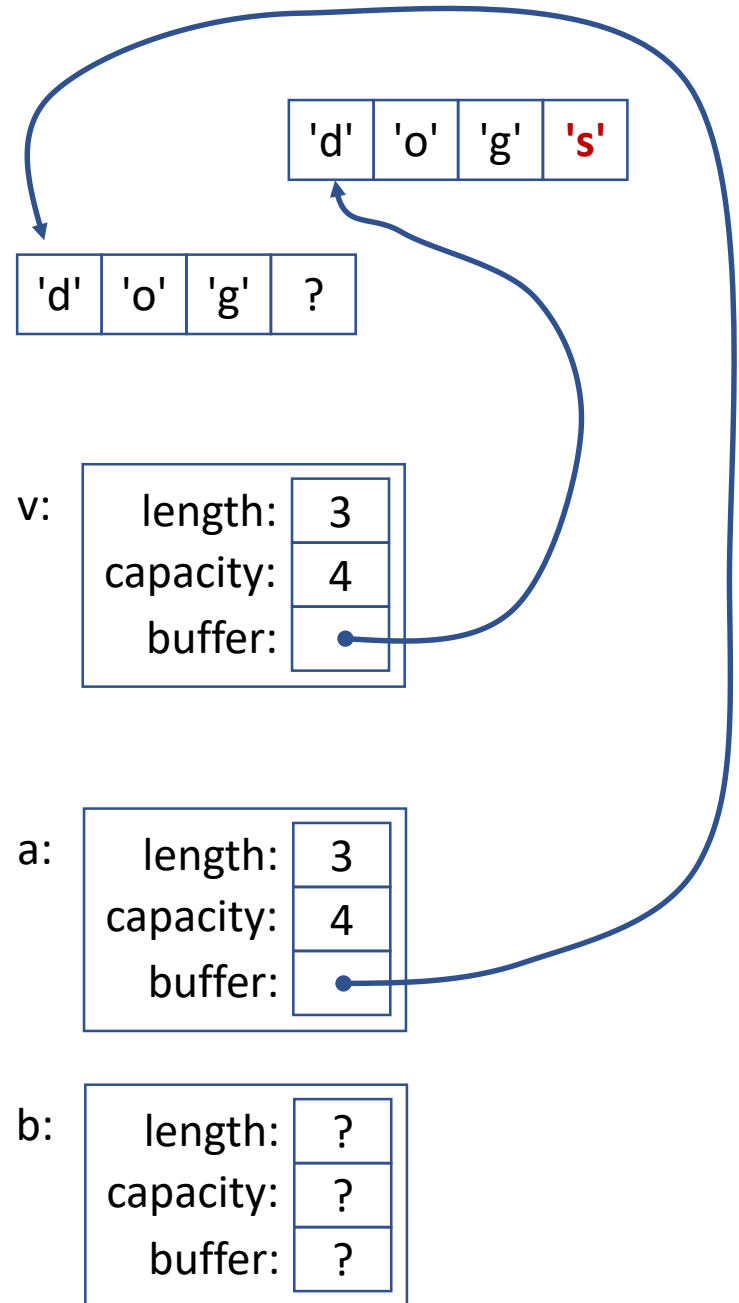 'd' 'o' 'g' 's'
'd' 'o' 'g' ?
v:
length: 3
capacity: 4
buffer:
a:
length: 3
capacity: 4
buffer:
b:
length: ?
capacity: ?
buffer: ?